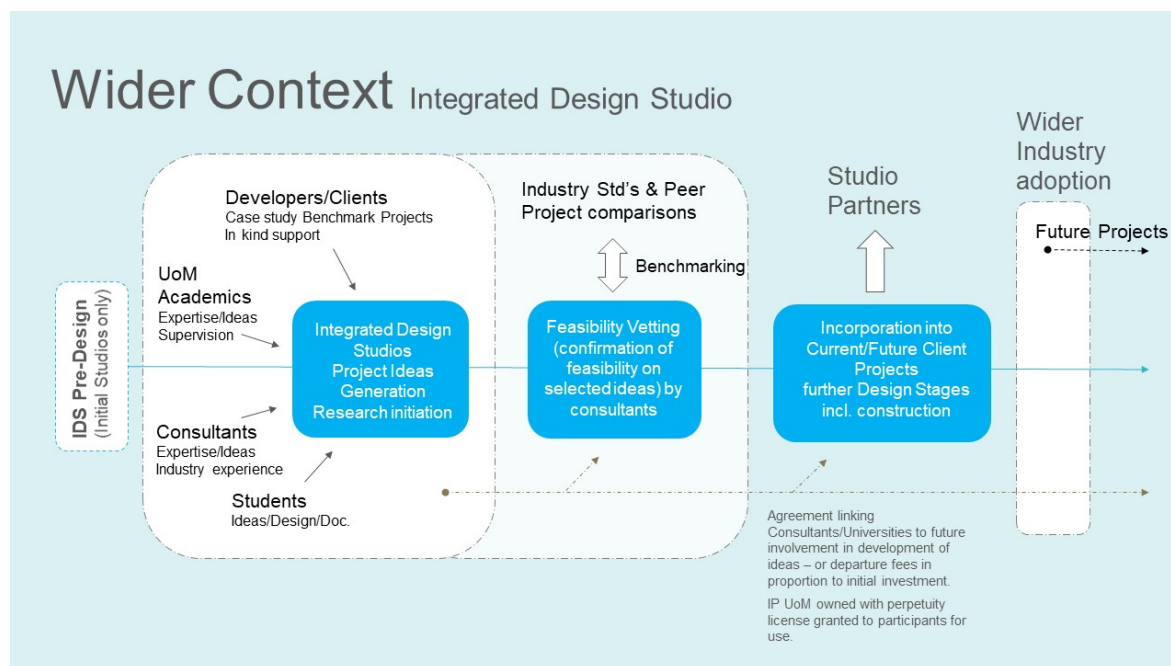 Wider Context Integrated Design Studio
IDS Pre-Design
(Initial Studios only)
Developers/Clients
Case study Benchmark Projects
In kind support
UoM
Academics
Expertise/Ideas
Supervision
Consultants
Expertise/Ideas
Industry experience
Students
Ideas/Design/Doc.
Integrated Design
Studios
Project Ideas
Generation
Research initiation
Industry Std's & Peer
Project comparisons
Benchmarking
Feasibility Vetting
(confirmation of
feasibility on
selected ideas) by
consultants
Studio
Partners
Incorporation into
Current/Future Client
Projects
further Design Stages
incl. construction
Agreement linking
Consultants/Universities to future
involvement in development of
ideas – or departure fees in
proportion to initial investment.
IP UoM owned with perpetuity
license granted to participants for
use.
Wider
Industry
adoption
Future Projects